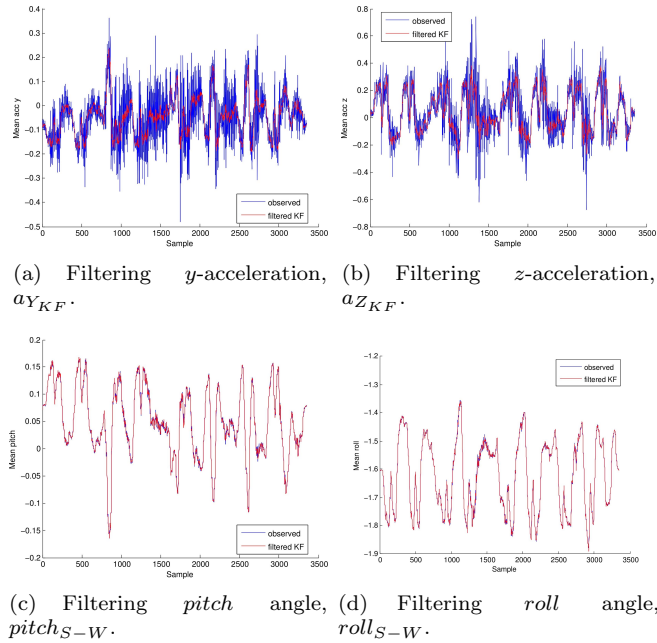 0.4
0.3
0.2
0.1
0
−0.1
−0.2
−0.3
−0.4
−0.5
Mean acc y
0 500 1000 1500 2000 2500 3000 3500
Sample
observed
filtered KF
0.8
0.6
0.4
0.2
0
−0.2
−0.4
−0.6
−0.8
Mean acc z
0 500 1000 1500 2000 2500 3000 3500
Sample
observed
filtered KF
(a) Filtering y-acceleration,
aYKF.
(b) Filtering z-acceleration,
aZKF.
0.2
0.15
0.1
0.05
0
−0.05
−0.1
−0.15
−0.2
Mean pitch
0 500 1000 1500 2000 2500 3000 3500
Sample
observed
filtered KF
−1.2
−1.3
−1.4
−1.5
−1.6
−1.7
−1.8
−1.9
Mean roll
0 500 1000 1500 2000 2500 3000 3500
Sample
observed
filtered KF
(c) Filtering pitch angle,
pitchS−W.
(d) Filtering roll angle,
rollS−W.